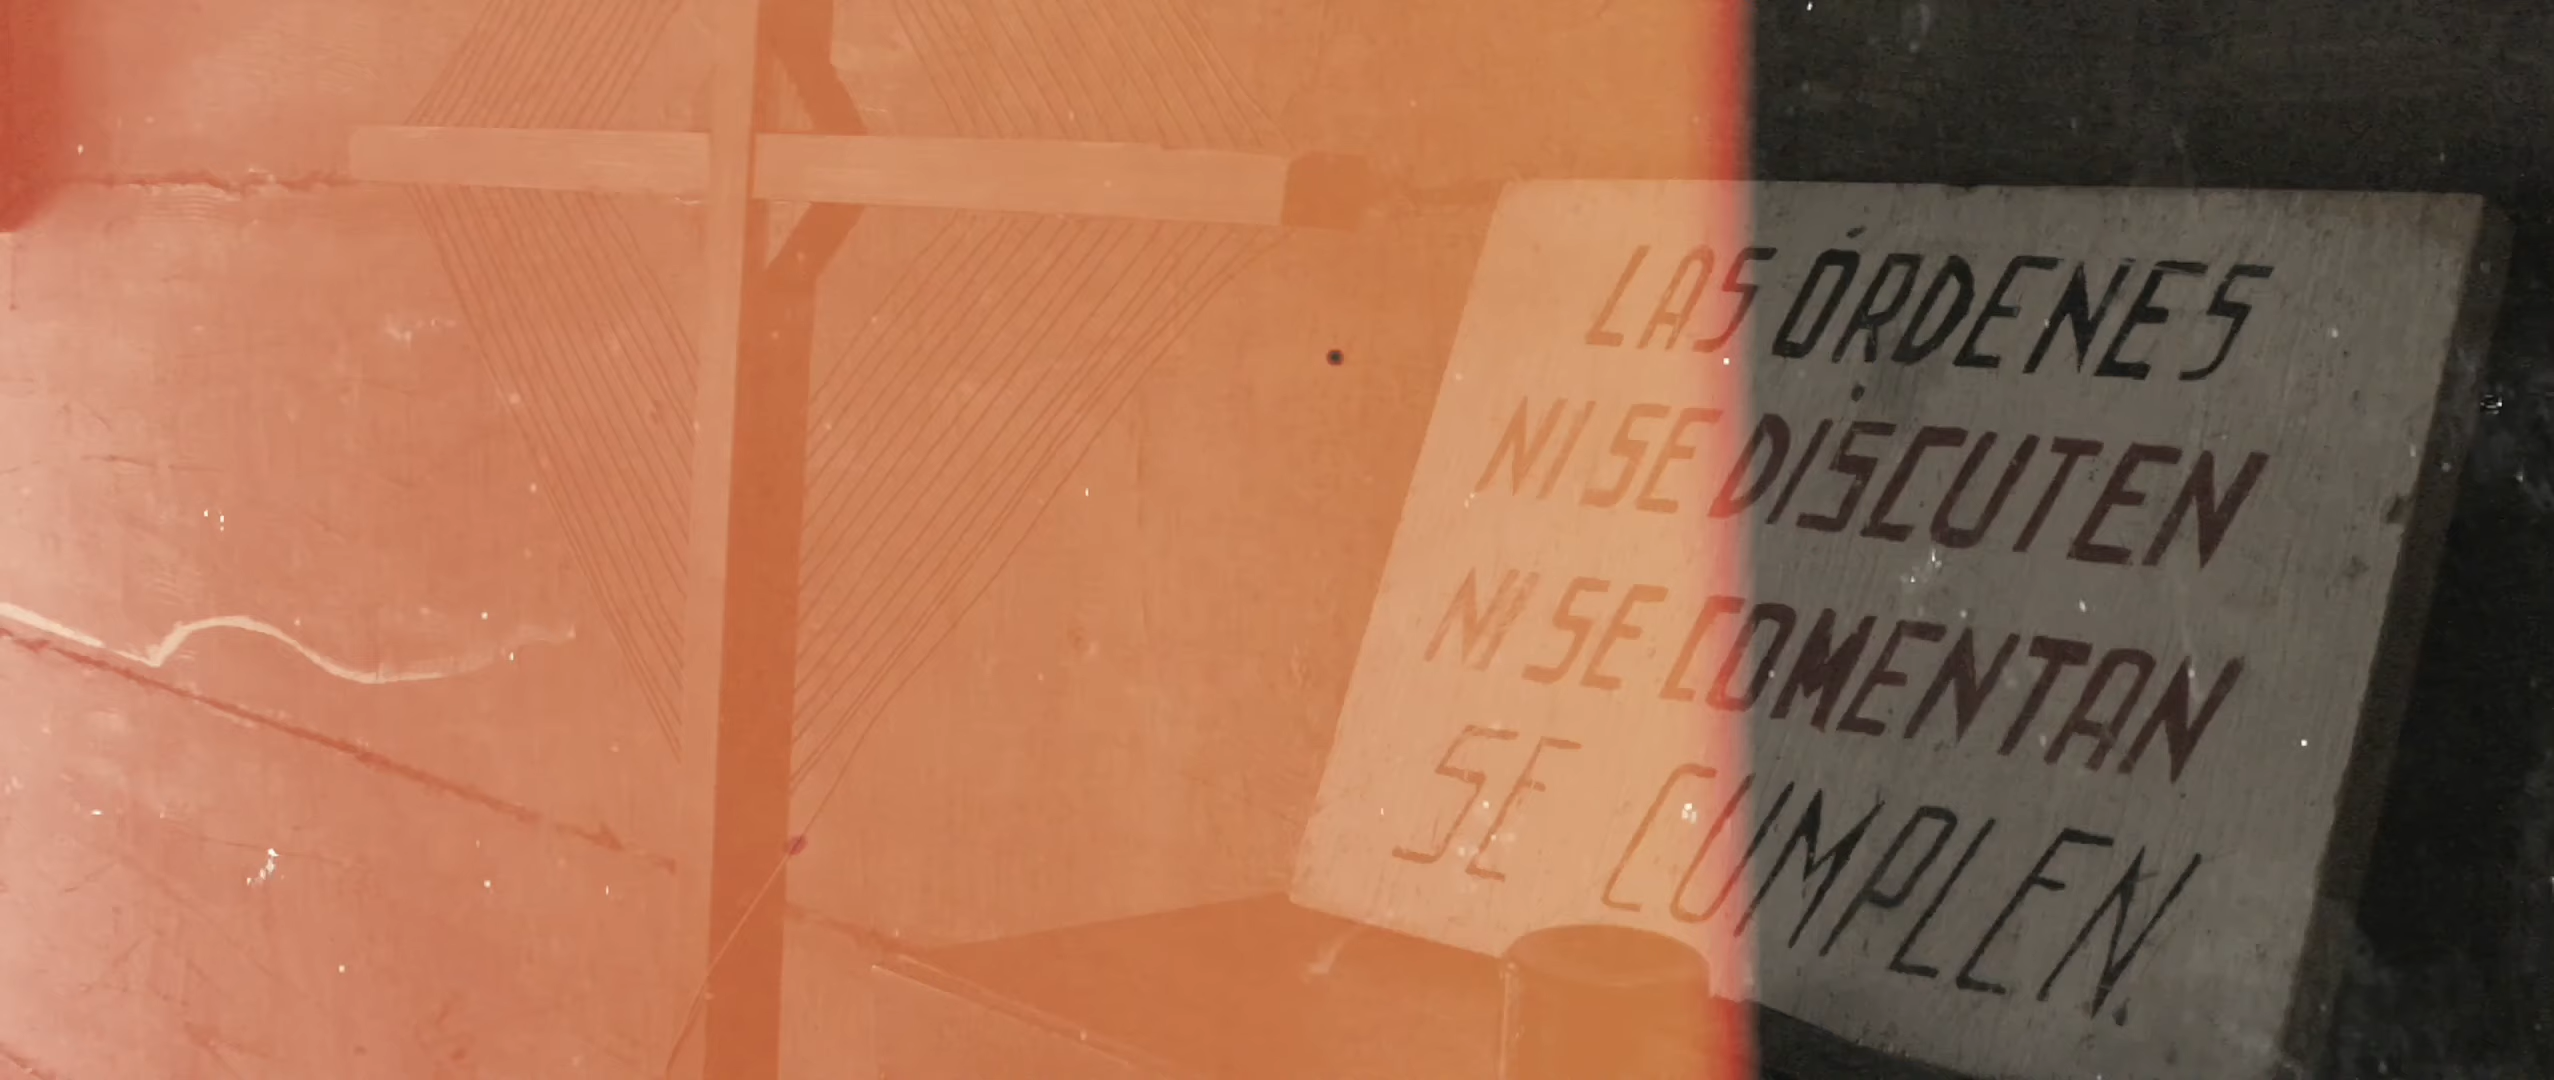 LAS ÓRDENES
NI SE DISCUTEN
NI SE COMENTAN
SE CUMPLEN.